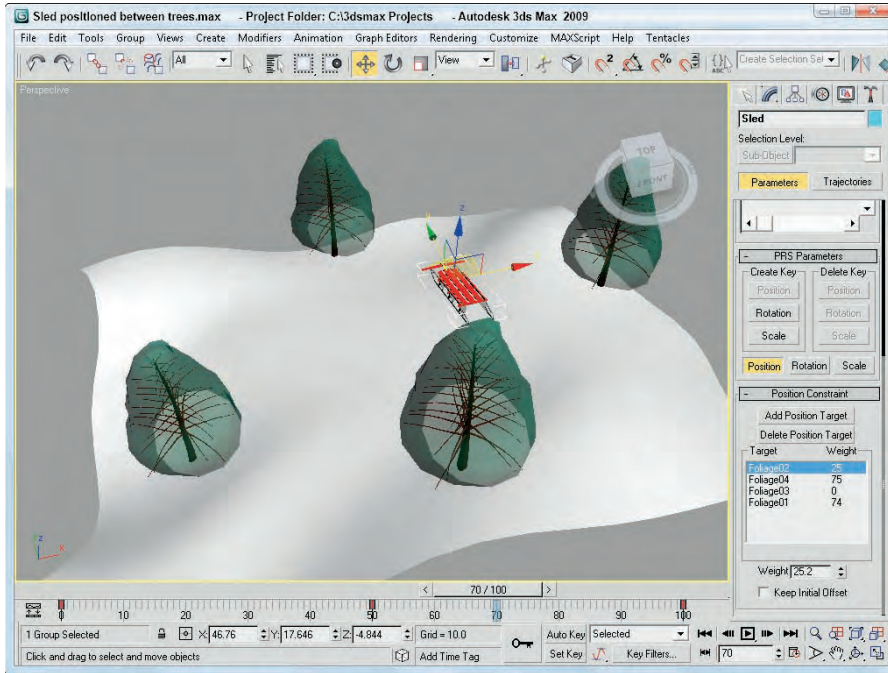 Sled positioned between trees.max - Project Folder: C:\3dsmax Projects - Autodesk 3ds Max 2009
File Edit Tools Group Views Create Modifiers Animation Graph Editors Rendering Customize MAXScript Help Tentacles
All View Create Selection Set
Perspective
TOP
FRONT
Sled
Selection Level:
Sub-Object
Parameters Trajectories
- PRS Parameters
Create Key Delete Key
Position Position
Rotation Rotation
Scale Scale
Position Rotation Scale
- Position Constraint
Add Position Target
Delete Position Target
Target Weight
Foliage02 25
Foliage04 75
Foliage03 0
Foliage01 74
Weight 25.2
Keep Initial Offset
z
x
z
x
< 70 / 100 >
0 10 20 30 40 50 60 70 80 90 100
1 Group Selected X: 46.76 Y: 17.646 Z: -4.844 Grid = 10.0 Auto Key Selected
Click and drag to select and move objects Add Time Tag Set Key Key Filters... 70